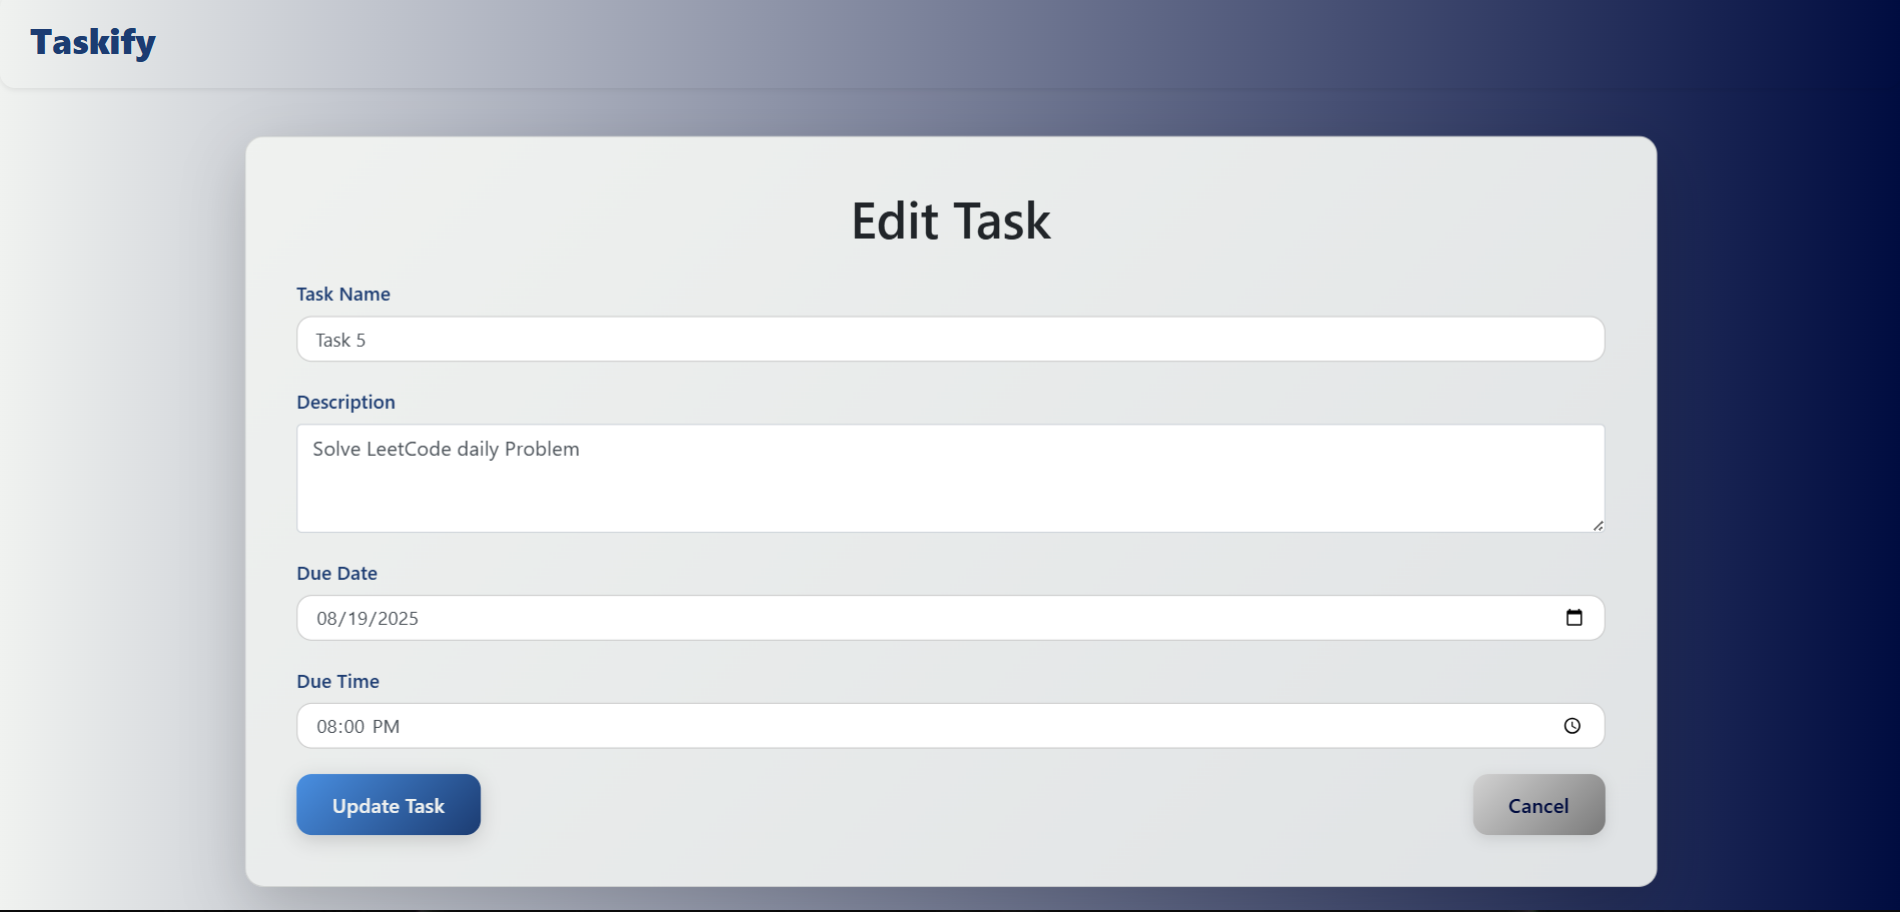 Taskify
Edit Task
Task Name
Task 5
Description
Solve LeetCode daily Problem
Due Date
08/19/2025
Due Time
08:00 PM
Update Task
Cancel